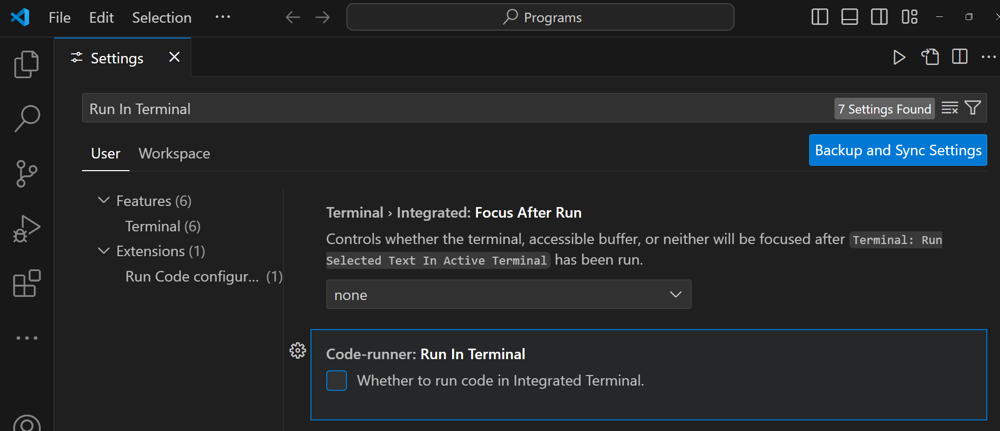 File Edit Selection ···
Programs
Settings
Run In Terminal
7 Settings Found
User Workspace
Backup and Sync Settings
Features (6)
Terminal (6)
Extensions (1)
Run Code configur... (1)
Terminal › Integrated: Focus After Run
Controls whether the terminal, accessible buffer, or neither will be focused after Terminal: Run
Selected Text In Active Terminal has been run.
none
Code-runner: Run In Terminal
Whether to run code in Integrated Terminal.